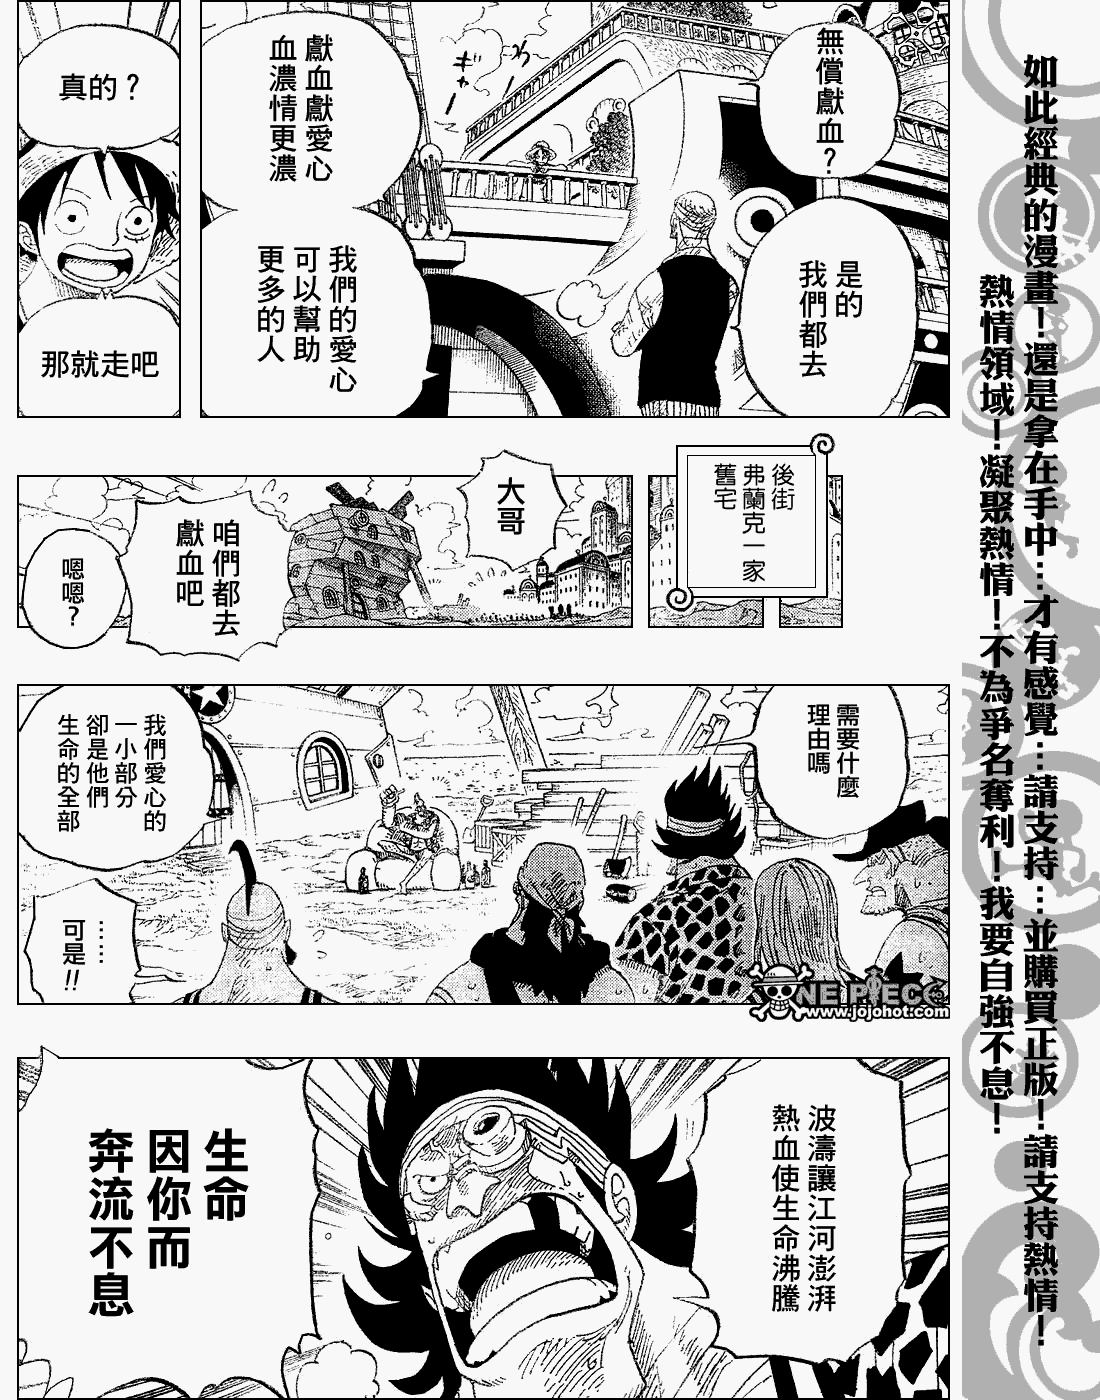 無償獻血？
是的
我們都去
獻血獻愛心
血濃情更濃
我們的愛心
可以幫助
更多的人
わー
ギャー
真的？
那就走吧
後街
弗蘭克一家
舊宅
大哥
咱們都去
獻血吧
嗯嗯？
需要什麼
理由嗎
我們愛心的
一小部分
卻是他們
生命的全部
……
可是!!
ONE PIECE
www.jojohot.com
波濤讓江河澎湃
熱血使生命沸騰
生命
因你而
奔流不息
如此經典的漫畫！還是拿在手中…才有感覺…請支持…並購買正版！請支持熱情！
熱情領域！凝聚熱情！不為爭名奪利！我要自強不息！